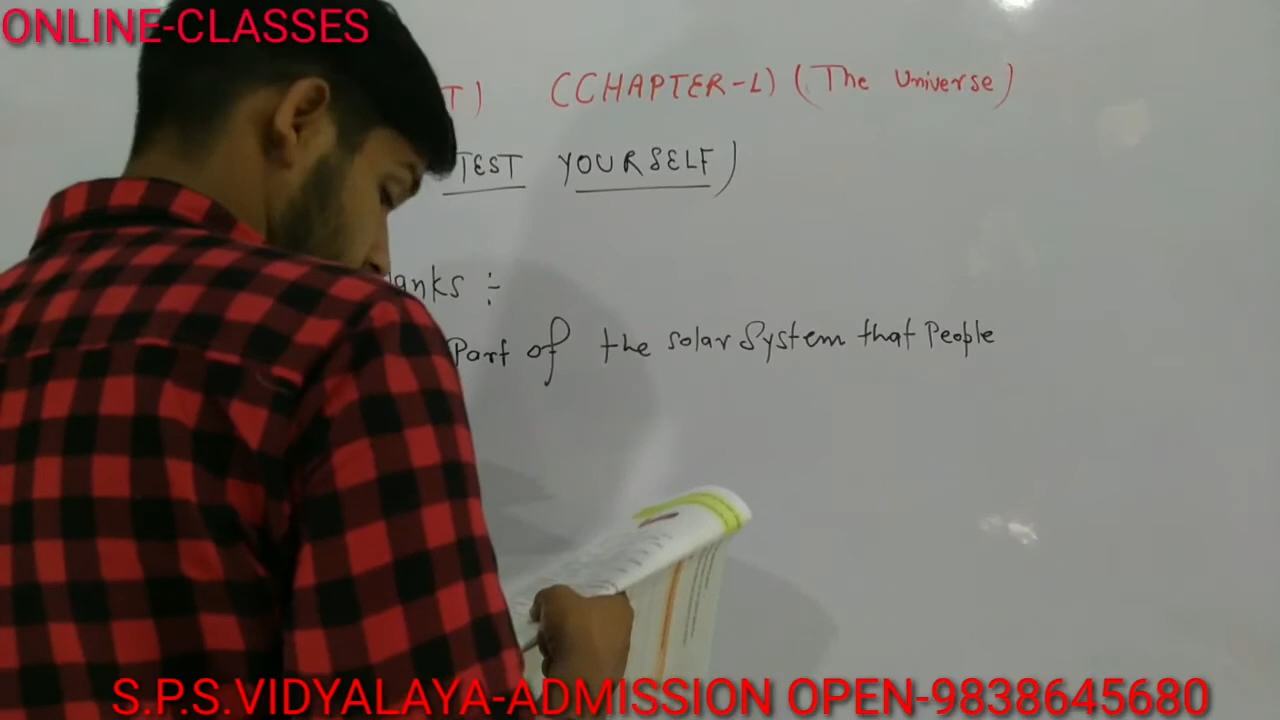 ONLINE-CLASSES
T) (CHAPTER-1) (The Universe)
TEST YOURSELF)
lanks :-
Part of the solar System that People
S.P.S.VIDYALAYA-ADMISSION OPEN-9838645680